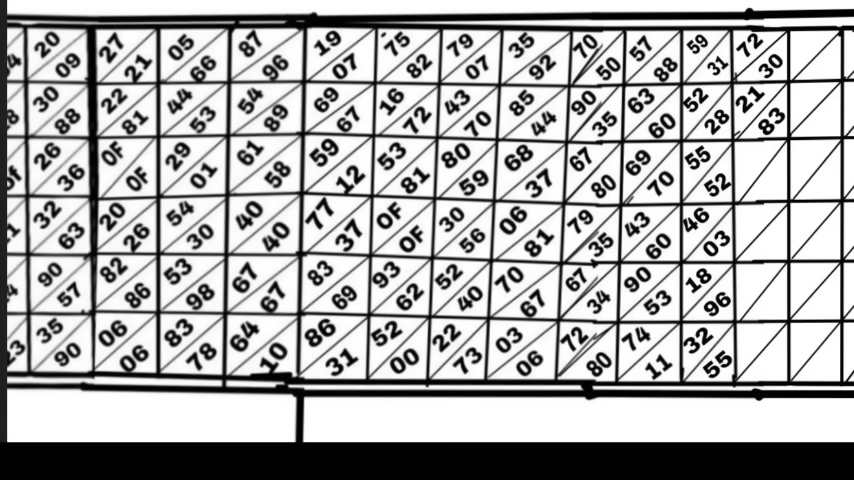 20 09 27 21 05 66 87 96 19 07 75 82 79 07 35 92 70 50 57 88 59 31 72 30
30 88 22 81 44 53 54 89 69 67 16 72 43 70 85 44 90 35 63 60 52 28 21 83
26 36 0F 0F 29 01 61 58 59 12 53 81 80 59 68 37 67 80 69 70 55 52
32 63 20 26 54 30 40 40 77 37 0F 0F 30 56 06 81 79 35 43 60 46 03
90 57 82 86 53 98 67 67 83 69 93 62 52 40 70 67 67 34 90 53 18 96
35 90 06 06 83 78 64 10 86 31 52 00 22 73 03 06 72 80 74 11 32 55